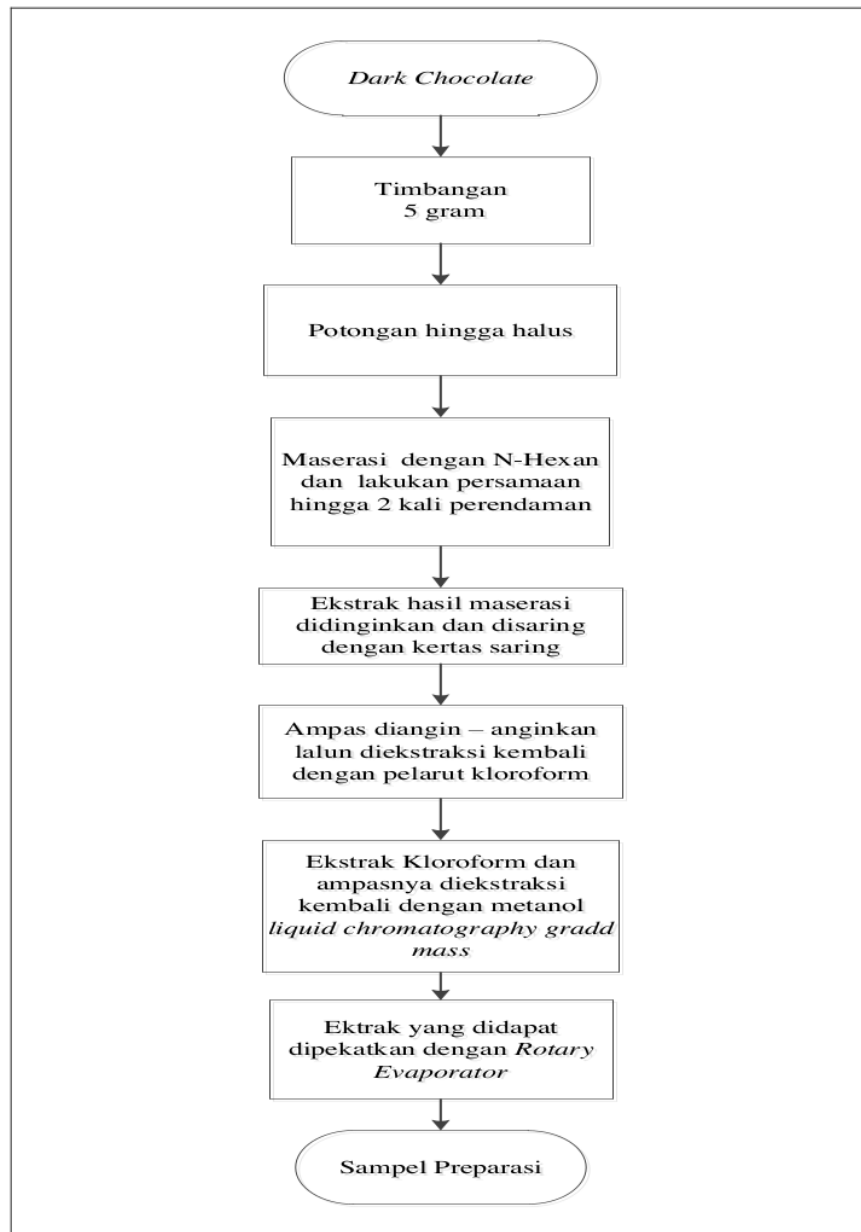 Dark Chocolate
Timbangan
5 gram
Potongan hingga halus
Maserasi dengan N-Hexan
dan lakukan persamaan
hingga 2 kali perendaman
Ekstrak hasil maserasi
didinginkan dan disaring
dengan kertas saring
Ampas diangin – anginkan
lalun diekstraksi kembali
dengan pelarut kloroform
Ekstrak Kloroform dan
ampasnya diekstraksi
kembali dengan metanol
liquid chromatography gradd
mass
Ektrak yang didapat
dipekatkan dengan Rotary
Evaporator
Sampel Preparasi